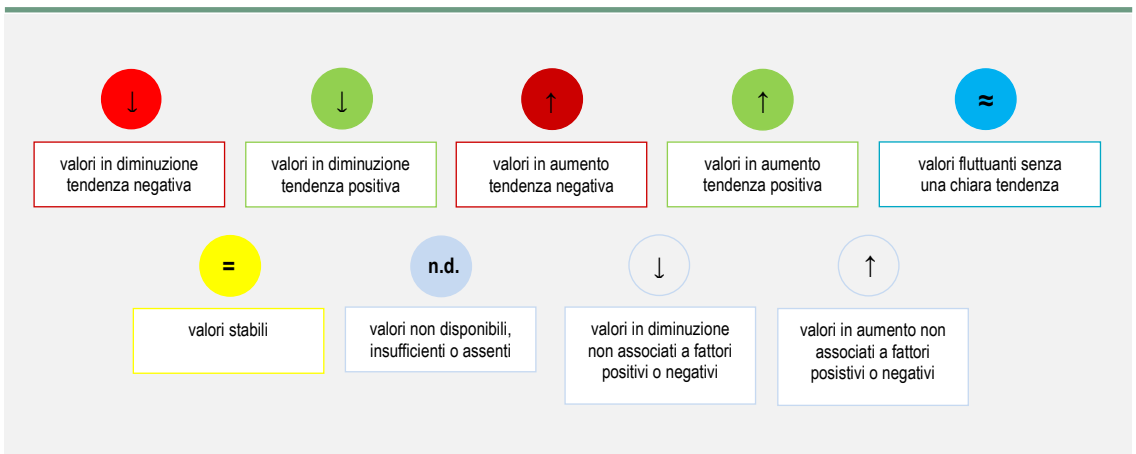 ↓
↓
↑
↑
≈
valori in diminuzione
tendenza negativa
valori in diminuzione
tendenza positiva
valori in aumento
tendenza negativa
valori in aumento
tendenza positiva
valori fluttuanti senza
una chiara tendenza
=
n.d.
↓
↑
valori stabili
valori non disponibili,
insufficienti o assenti
valori in diminuzione
non associati a fattori
positivi o negativi
valori in aumento non
associati a fattori
posistivi o negativi